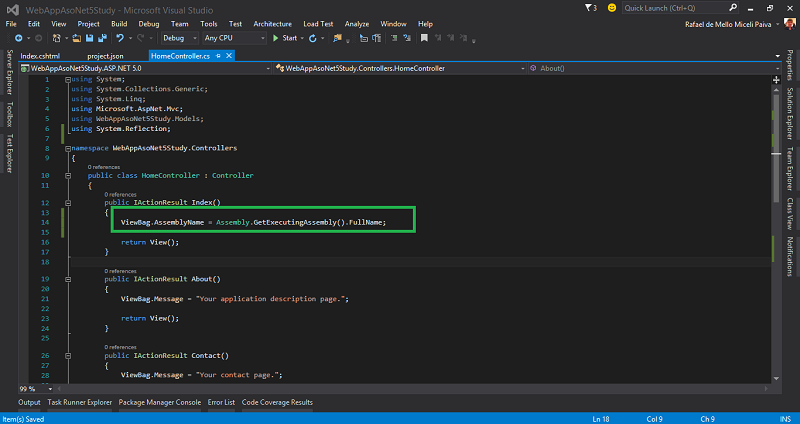 WebAppAsoNet5Study - Microsoft Visual Studio
3
Quick Launch (Ctrl+Q)
File Edit View Project Build Debug Team Tools Test Architecture Load Test Analyze Window Help
Rafael de Mello Miceli Paiva
Debug Any CPU Start
Index.cshtml project.json HomeController.cs
WebAppAsoNet5Study.ASP.NET 5.0 WebAppAsoNet5Study.Controllers.HomeController About()
1 using System;
2 using System.Collections.Generic;
3 using System.Linq;
4 using Microsoft.AspNet.Mvc;
5 using WebAppAsoNet5Study.Models;
6 using System.Reflection;
7
8 namespace WebAppAsoNet5Study.Controllers
9 {
0 references
10 public class HomeController : Controller
11 {
0 references
12 public IActionResult Index()
13 {
14 ViewBag.AssemblyName = Assembly.GetExecutingAssembly().FullName;
15
16 return View();
17 }
18
0 references
19 public IActionResult About()
20 {
21 ViewBag.Message = "Your application description page.";
22
23 return View();
24 }
25
0 references
26 public IActionResult Contact()
27 {
28 ViewBag.Message = "Your contact page.";
99 %
Output Task Runner Explorer Package Manager Console Error List Code Coverage Results
Item(s) Saved Ln 18 Col 9 Ch 9 INS
Server Explorer
Toolbox
Test Explorer
Properties
Solution Explorer
Team Explorer
Class View
Notifications